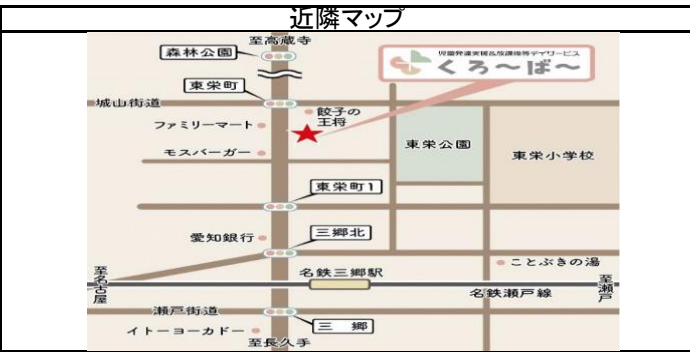 近隣マップ
至高蔵寺
森林公園
児童発達支援&放課後等デイサービス
くろ〜ば〜
東栄町
城山街道
餃子の
王将
ファミリーマート
モスバーガー
東栄公園
東栄小学校
東栄町1
愛知銀行
三郷北
ことぶきの湯
至名古屋
名鉄三郷駅
至瀬戸
名鉄瀬戸線
瀬戸街道
三 郷
イトーヨーカドー
至長久手